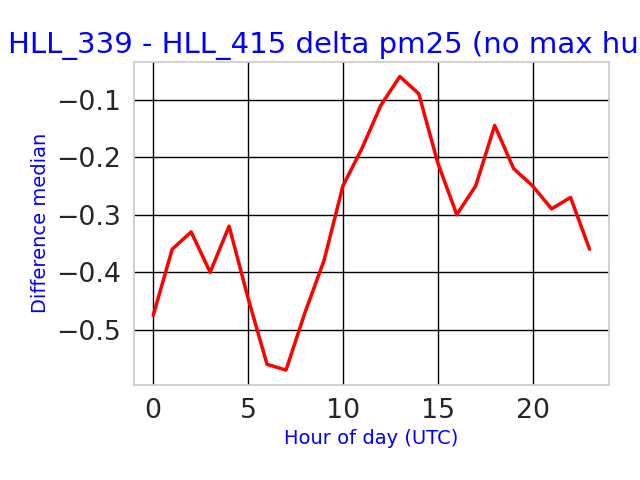 HLL_339 - HLL_415 delta pm25 (no max hu
−0.1
−0.2
−0.3
−0.4
−0.5
Difference median
0 5 10 15 20
Hour of day (UTC)